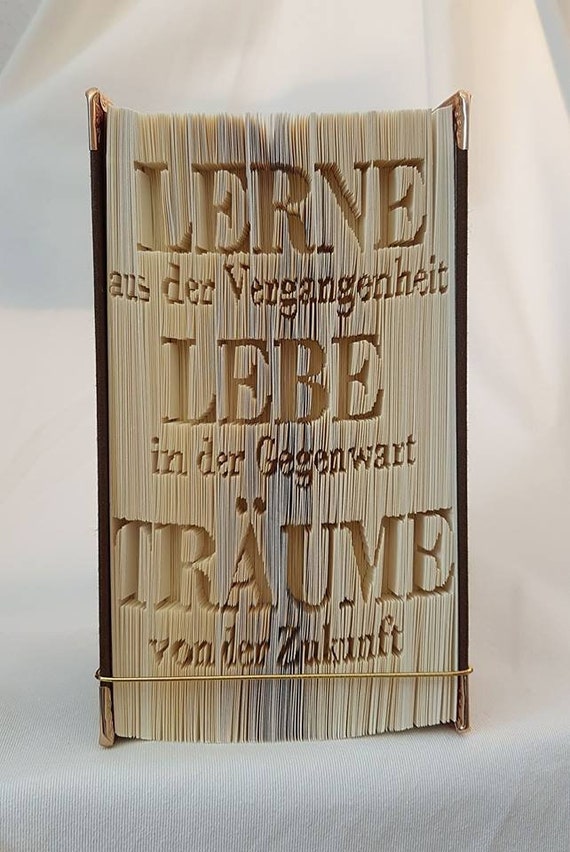 LERNE
aus der Vergangenheit
LEBE
in der Gegenwart
TRÄUME
von der Zukunft